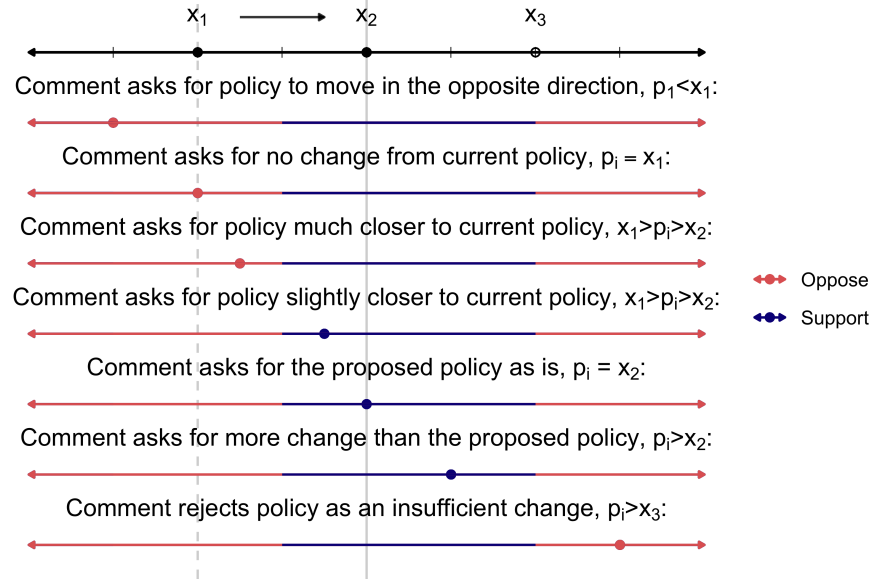 x₁ x₂ x₃
Comment asks for policy to move in the opposite direction, p₁<x₁:
Comment asks for no change from current policy, pᵢ = x₁:
Comment asks for policy much closer to current policy, x₁>pᵢ>x₂:
Comment asks for policy slightly closer to current policy, x₁>pᵢ>x₂:
Comment asks for the proposed policy as is, pᵢ = x₂:
Comment asks for more change than the proposed policy, pᵢ>x₂:
Comment rejects policy as an insufficient change, pᵢ>x₃:
Oppose
Support